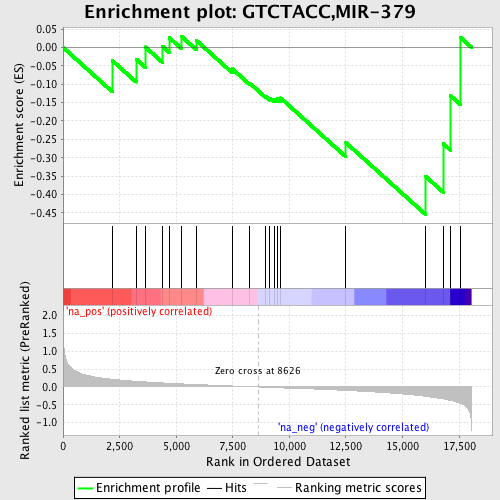 Enrichment plot: GTCTACC,MIR-379
Enrichment score (ES)
0.05
0.00
-0.05
-0.10
-0.15
-0.20
-0.25
-0.30
-0.35
-0.40
-0.45
'na_pos' (positively correlated)
Ranked list metric (PreRanked)
2.0
1.5
1.0
0.5
0.0
-0.5
-1.0
Zero cross at 8626
'na_neg' (negatively correlated)
0 2,500 5,000 7,500 10,000 12,500 15,000 17,500
Rank in Ordered Dataset
Enrichment profile Hits Ranking metric scores